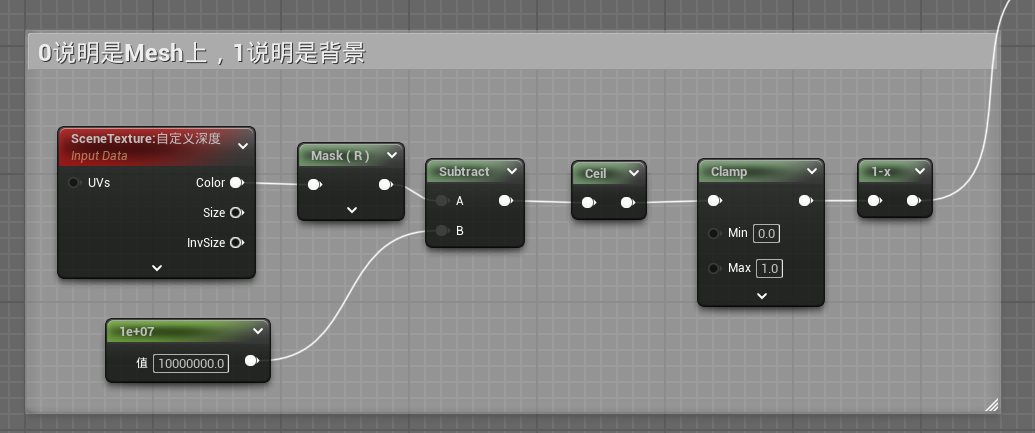 0说明是Mesh上，1说明是背景
SceneTexture:自定义深度
Input Data
UVs
Color
Size
InvSize
Mask ( R )
Subtract
A
B
Ceil
Clamp
Min 0.0
Max 1.0
1-x
1e+07
值 10000000.0